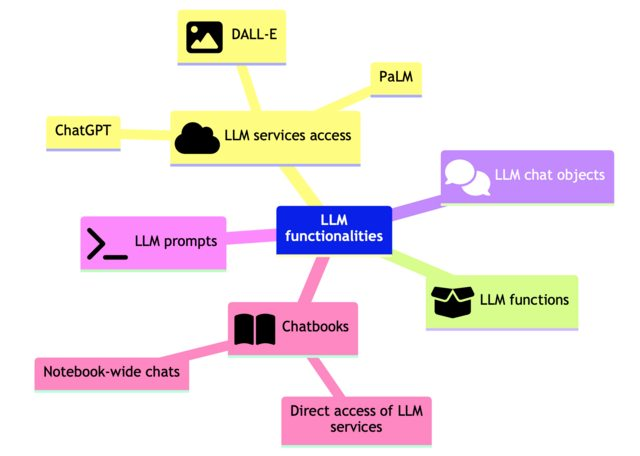 DALL-E
PaLM
ChatGPT
LLM services access
LLM chat objects
LLM
functionalities
LLM prompts
LLM functions
Chatbooks
Notebook-wide chats
Direct access of LLM
services